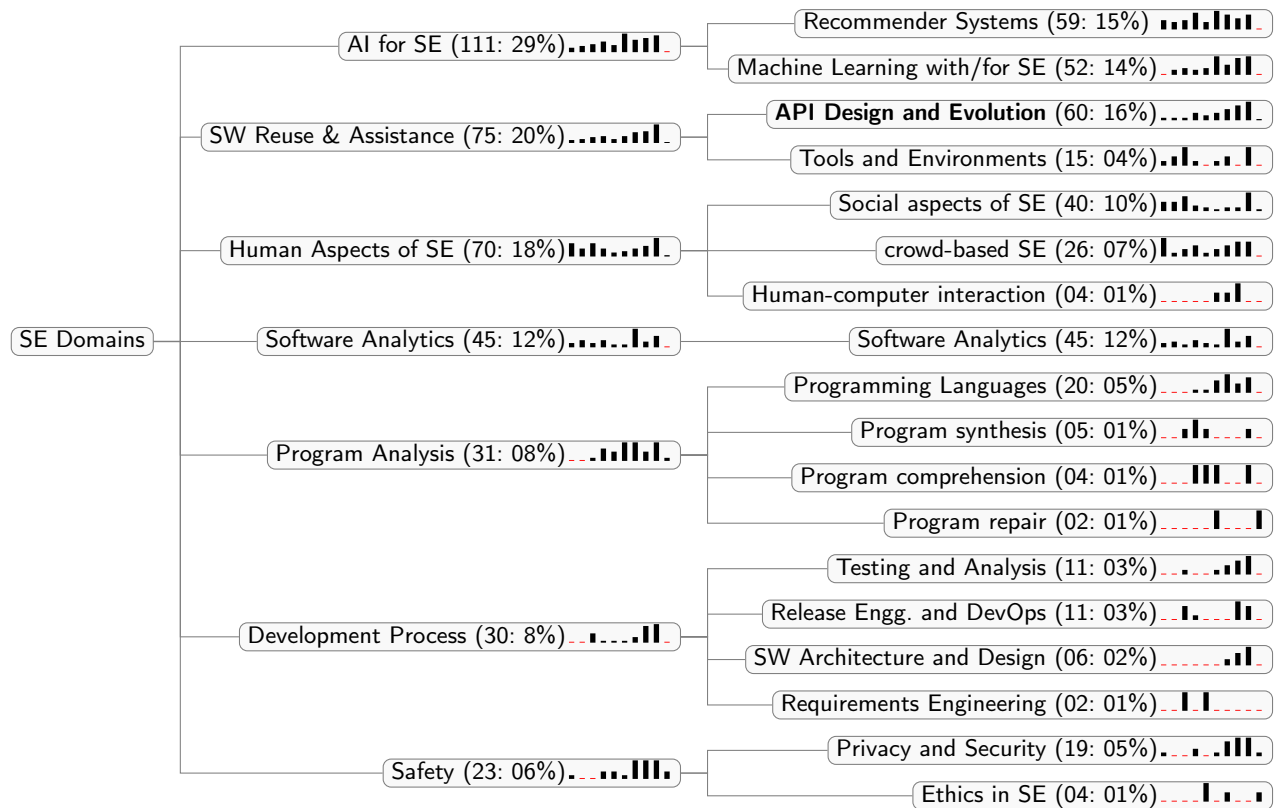 SE Domains
AI for SE (111: 29%)
Recommender Systems (59: 15%)
Machine Learning with/for SE (52: 14%)
SW Reuse & Assistance (75: 20%)
API Design and Evolution (60: 16%)
Tools and Environments (15: 04%)
Human Aspects of SE (70: 18%)
Social aspects of SE (40: 10%)
crowd-based SE (26: 07%)
Human-computer interaction (04: 01%)
Software Analytics (45: 12%)
Software Analytics (45: 12%)
Program Analysis (31: 08%)
Programming Languages (20: 05%)
Program synthesis (05: 01%)
Program comprehension (04: 01%)
Program repair (02: 01%)
Development Process (30: 8%)
Testing and Analysis (11: 03%)
Release Engg. and DevOps (11: 03%)
SW Architecture and Design (06: 02%)
Requirements Engineering (02: 01%)
Safety (23: 06%)
Privacy and Security (19: 05%)
Ethics in SE (04: 01%)